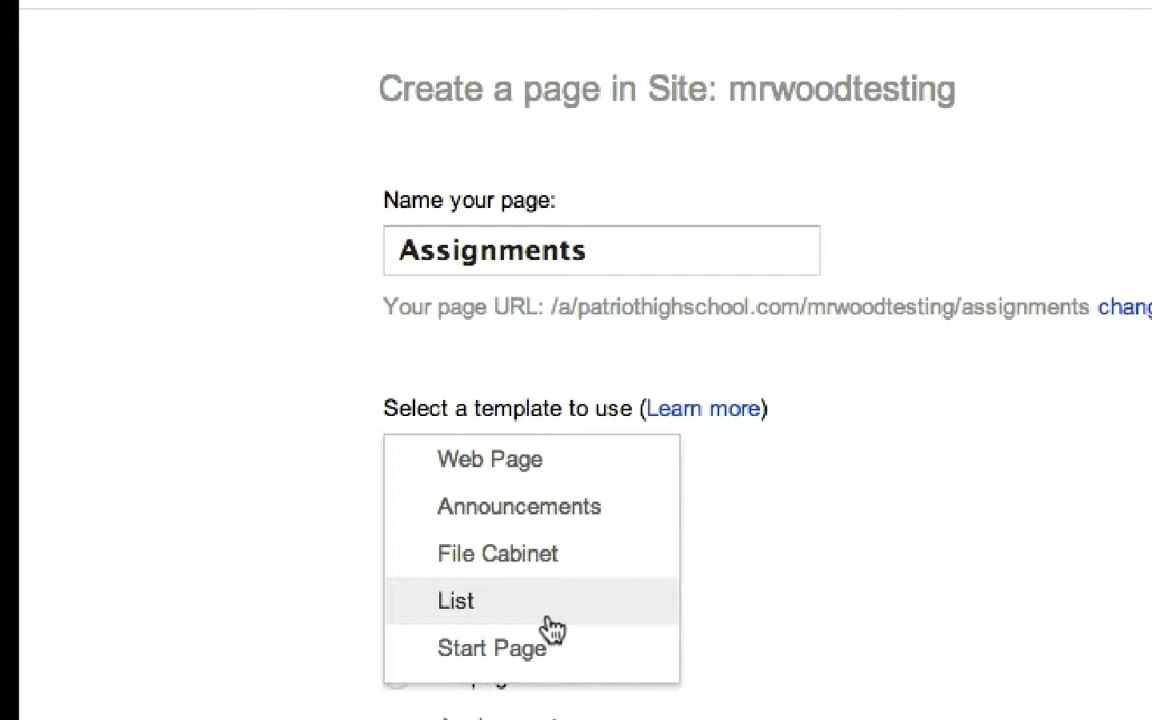 Create a page in Site: mrwoodtesting
Name your page:
Assignments
Your page URL: /a/patriothighschool.com/mrwoodtesting/assignments chang
Select a template to use (Learn more)
Web Page
Announcements
File Cabinet
List
Start Page